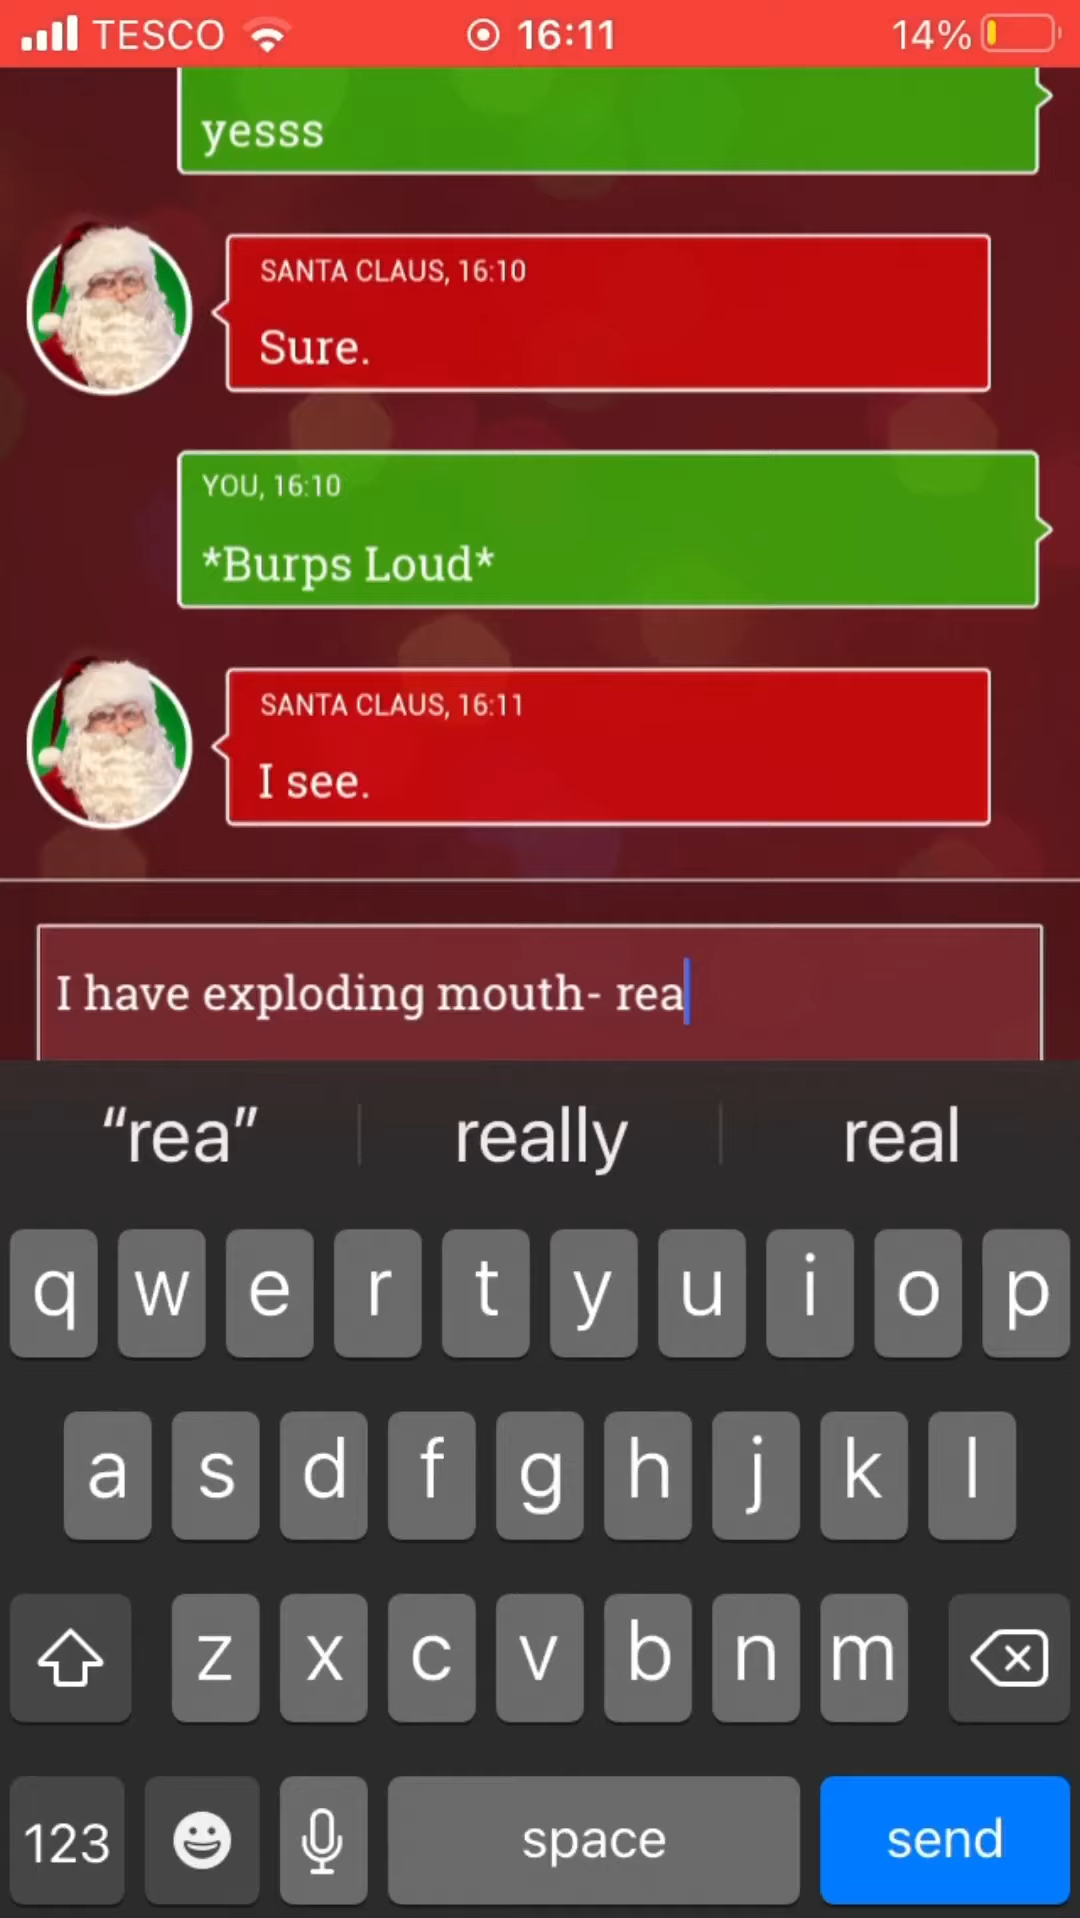 TESCO 16:11 14%
yesss
SANTA CLAUS, 16:10
Sure.
YOU, 16:10
*Burps Loud*
SANTA CLAUS, 16:11
I see.
I have exploding mouth- rea
“rea” really real
q w e r t y u i o p
a s d f g h j k l
z x c v b n m
123 space send